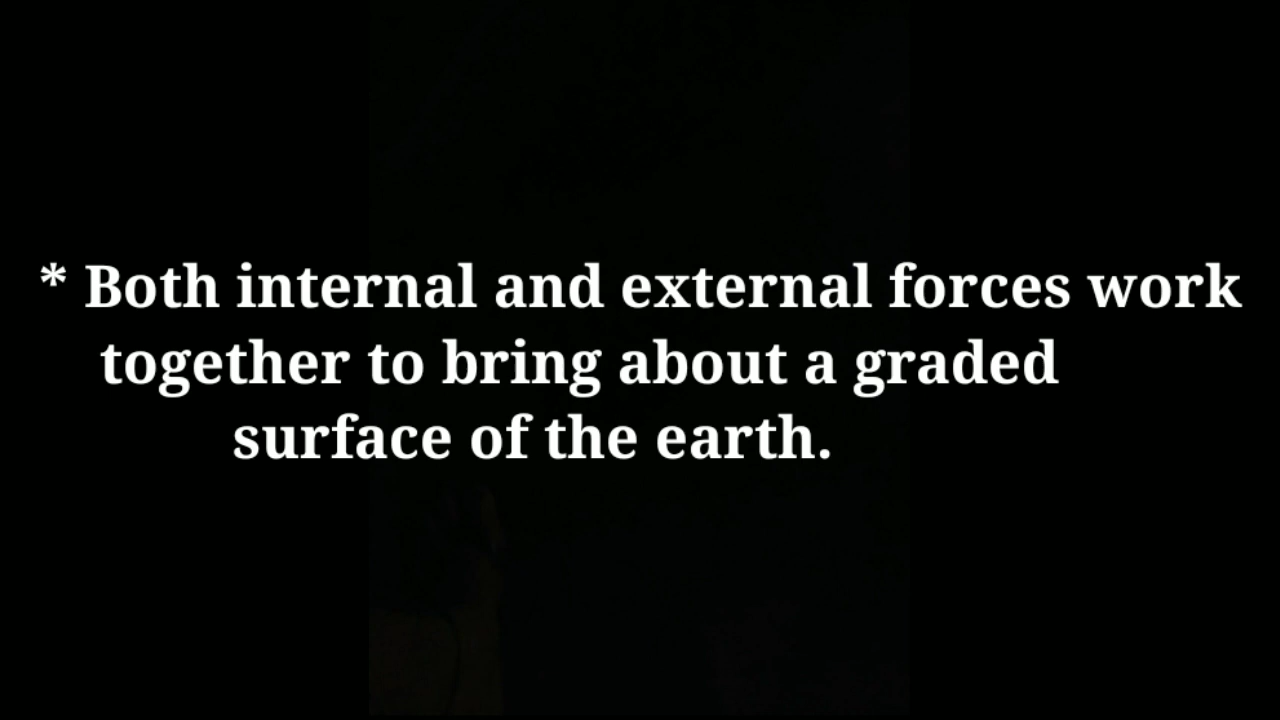 * Both internal and external forces work
together to bring about a graded
surface of the earth.